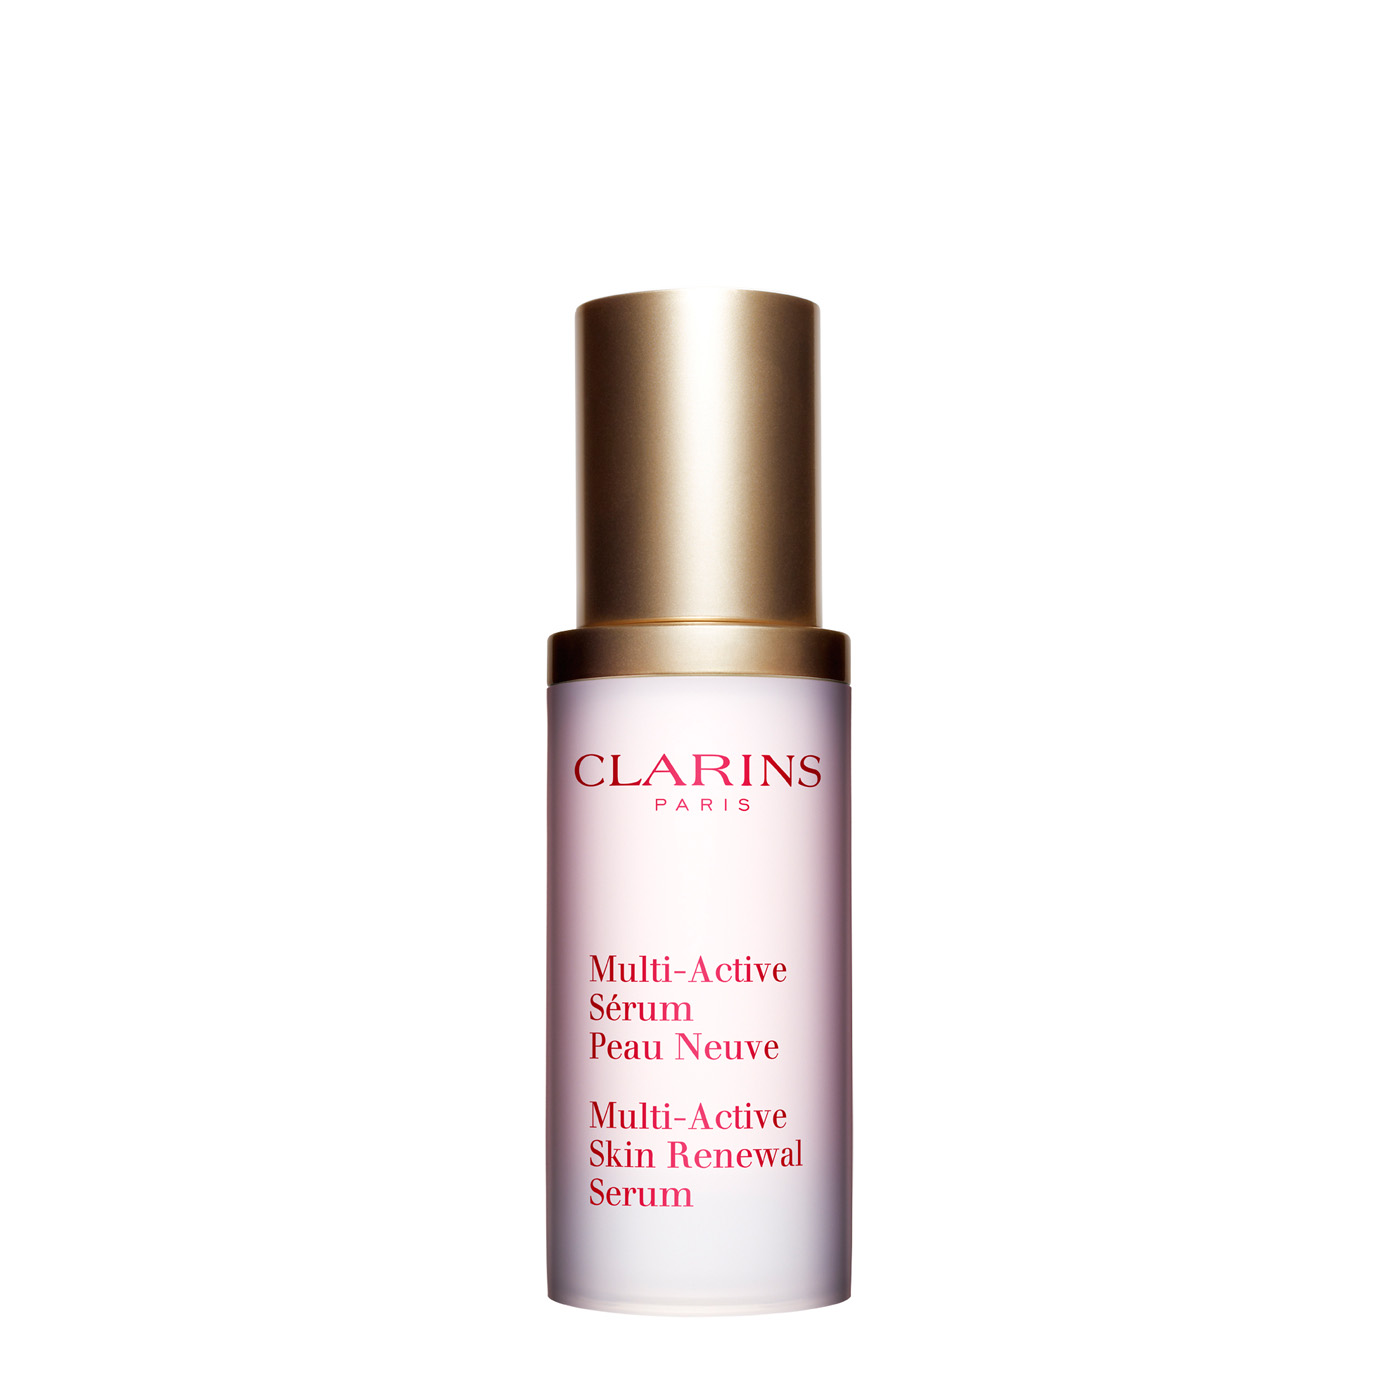 CLARINS
PARIS
Multi-Active
Sérum
Peau Neuve
Multi-Active
Skin Renewal
Serum